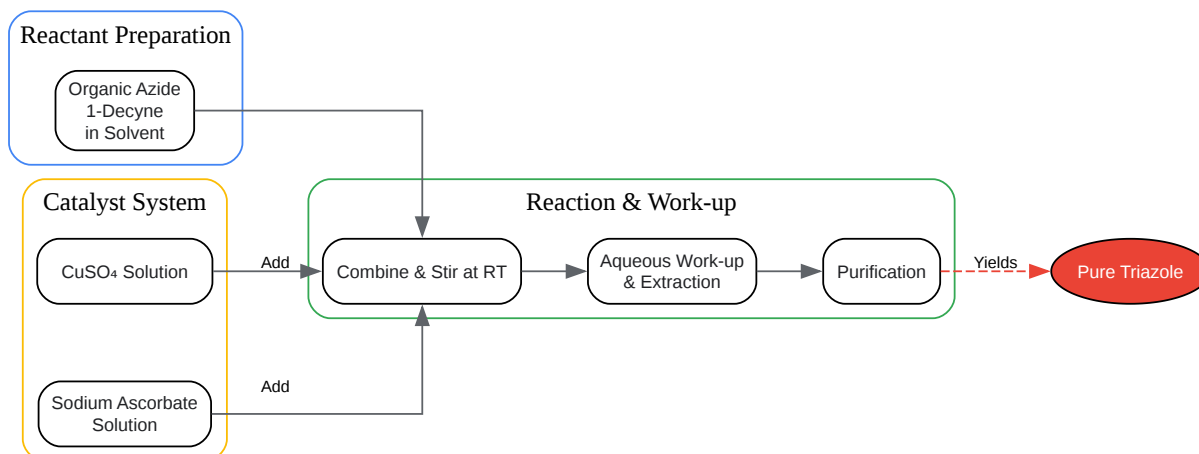 Reactant Preparation
Organic Azide
1-Decyne
in Solvent
Catalyst System
CuSO₄ Solution
Add
Sodium Ascorbate
Solution
Add
Reaction & Work-up
Combine & Stir at RT
Aqueous Work-up
& Extraction
Purification
Yields
Pure Triazole